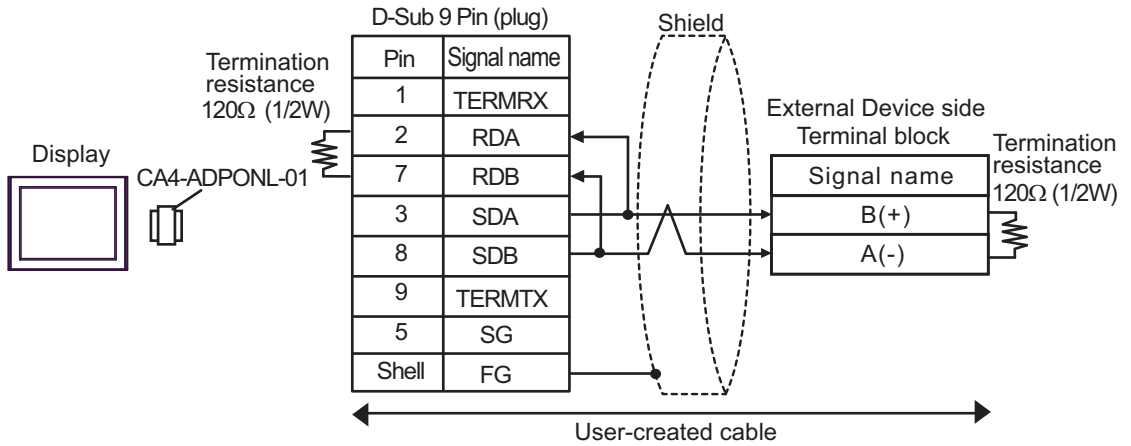 D-Sub 9 Pin (plug)
Shield
Termination
resistance
120Ω (1/2W)
Display
CA4-ADPONL-01
Pin Signal name
1 TERMRX
2 RDA
7 RDB
3 SDA
8 SDB
9 TERMTX
5 SG
Shell FG
External Device side
Terminal block
Signal name
B(+)
A(-)
Termination
resistance
120Ω (1/2W)
User-created cable